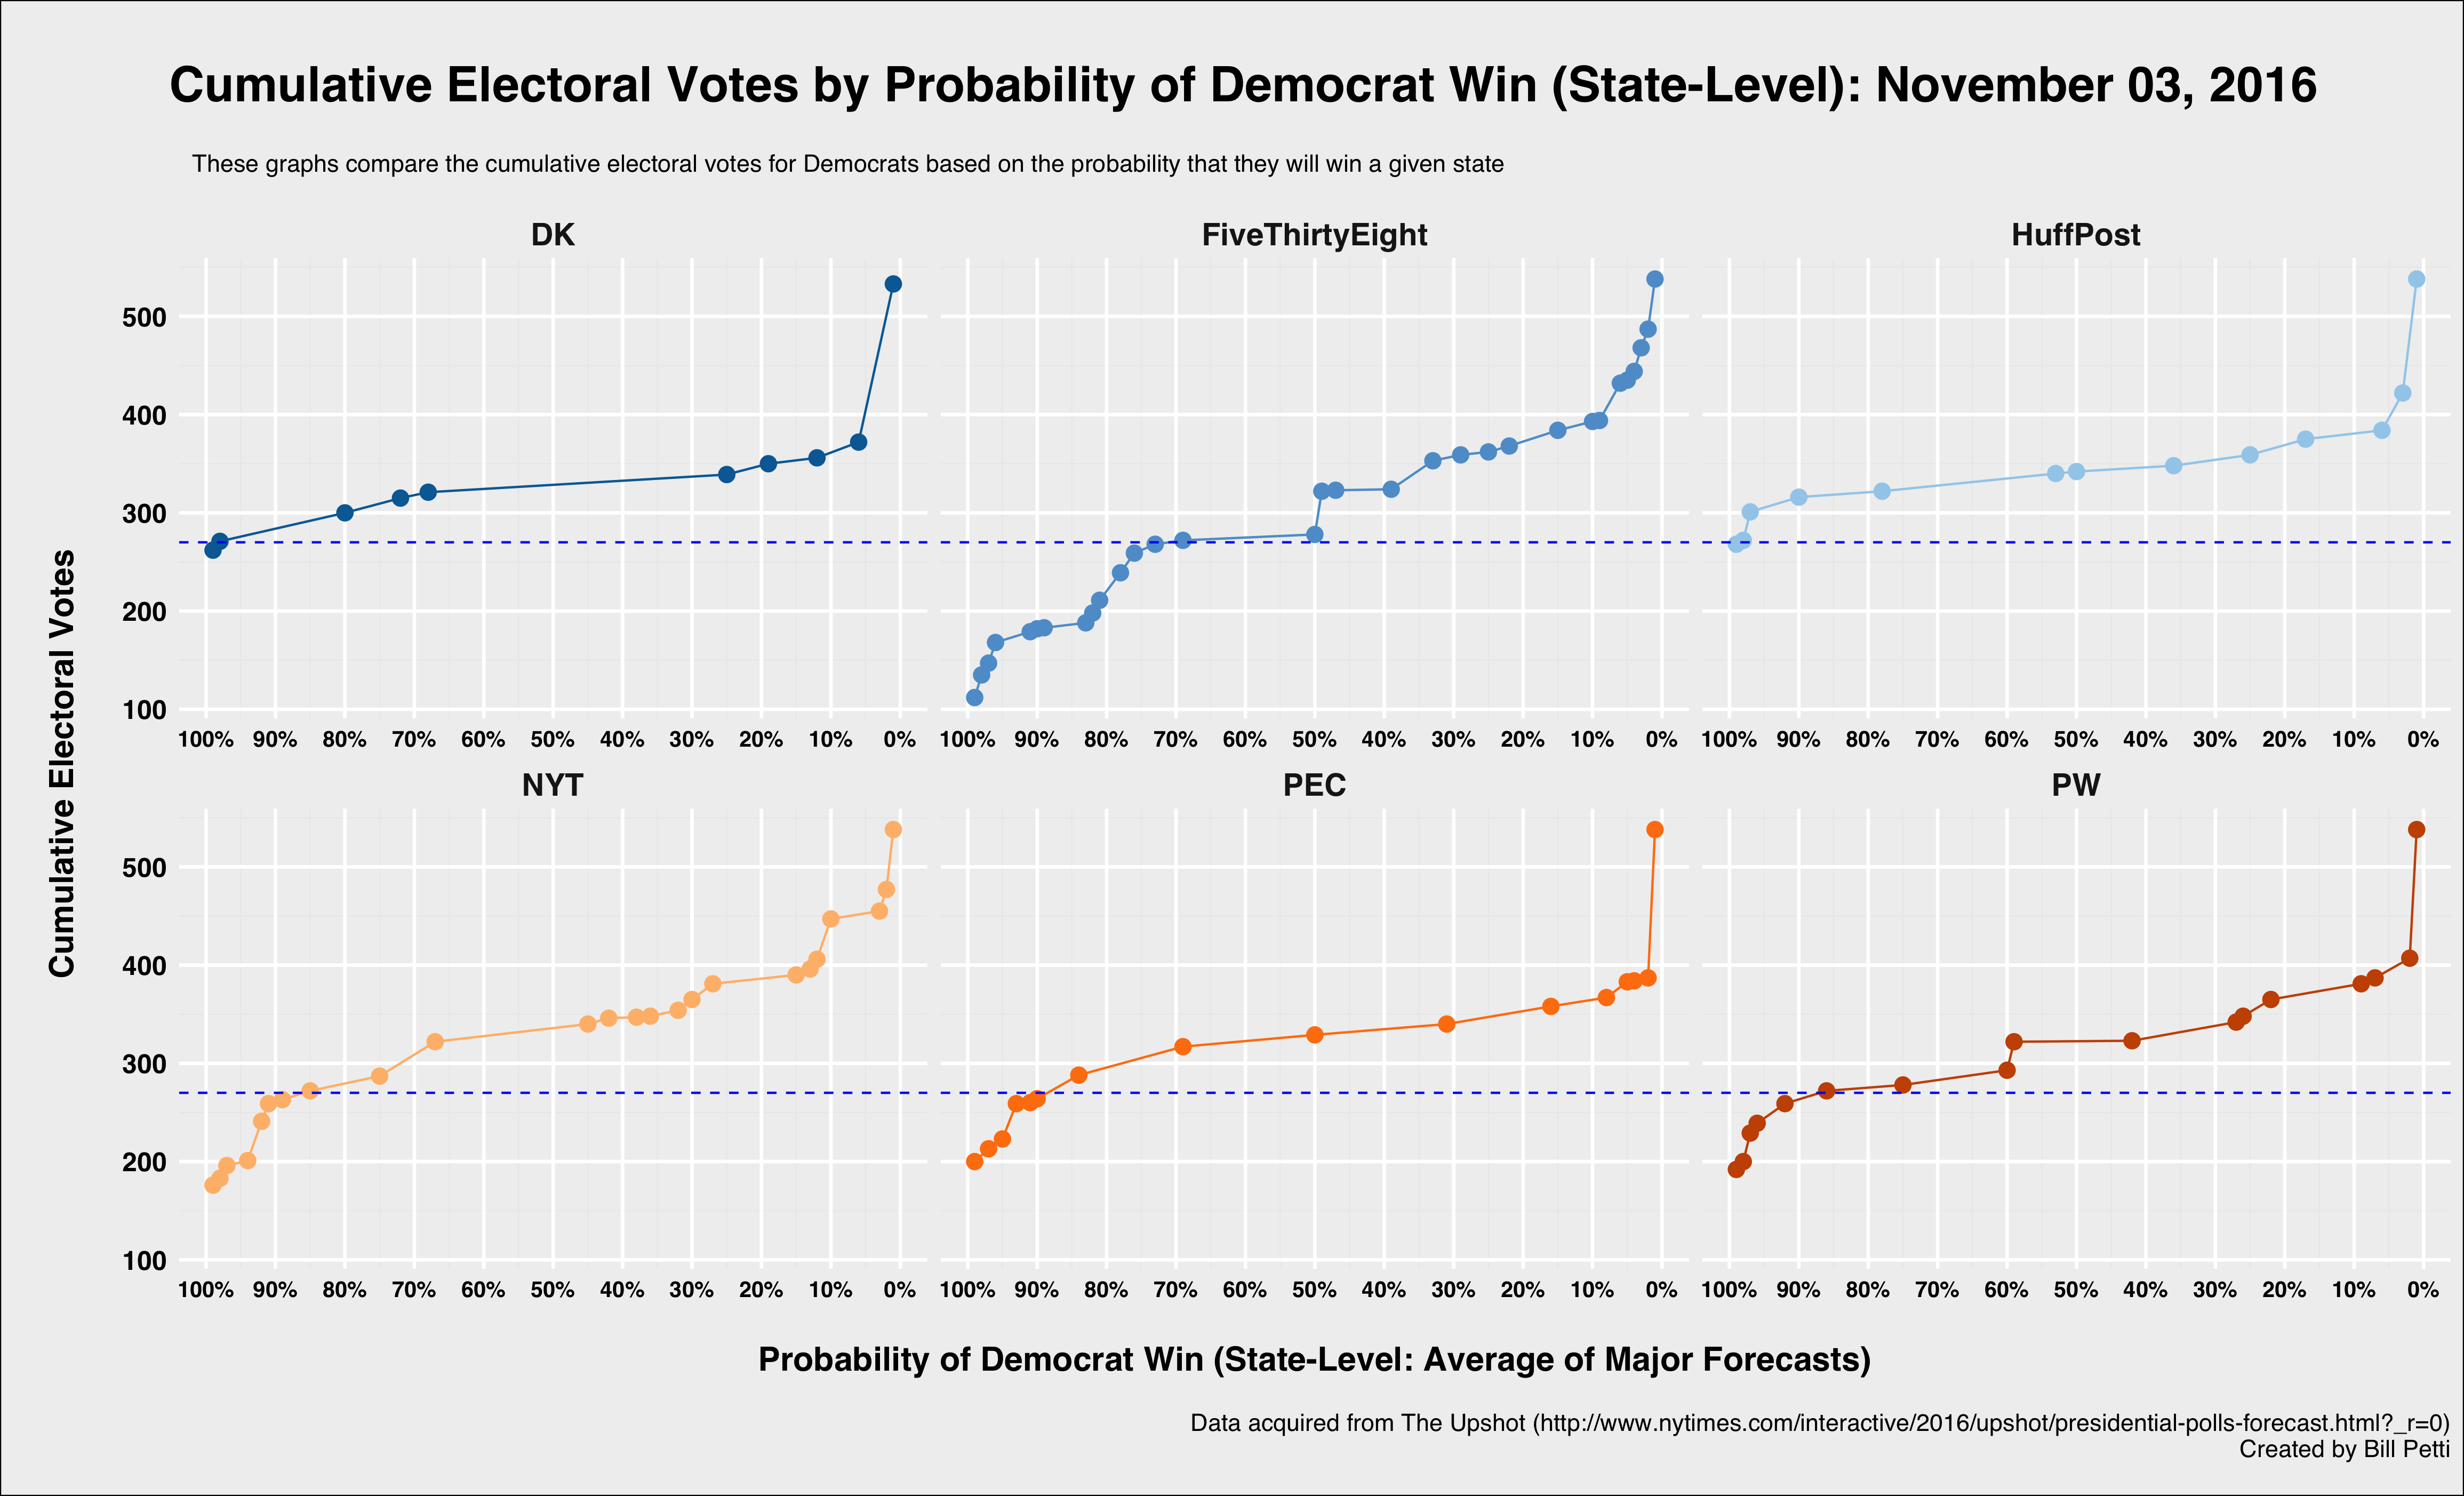 Cumulative Electoral Votes by Probability of Democrat Win (State-Level): November 03, 2016
These graphs compare the cumulative electoral votes for Democrats based on the probability that they will win a given state
DK
FiveThirtyEight
HuffPost
500
400
300
200
100
100% 90% 80% 70% 60% 50% 40% 30% 20% 10% 0%
100% 90% 80% 70% 60% 50% 40% 30% 20% 10% 0%
100% 90% 80% 70% 60% 50% 40% 30% 20% 10% 0%
Cumulative Electoral Votes
NYT
PEC
PW
500
400
300
200
100
100% 90% 80% 70% 60% 50% 40% 30% 20% 10% 0%
100% 90% 80% 70% 60% 50% 40% 30% 20% 10% 0%
100% 90% 80% 70% 60% 50% 40% 30% 20% 10% 0%
Probability of Democrat Win (State-Level: Average of Major Forecasts)
Data acquired from The Upshot (http://www.nytimes.com/interactive/2016/upshot/presidential-polls-forecast.html?_r=0)
Created by Bill Petti